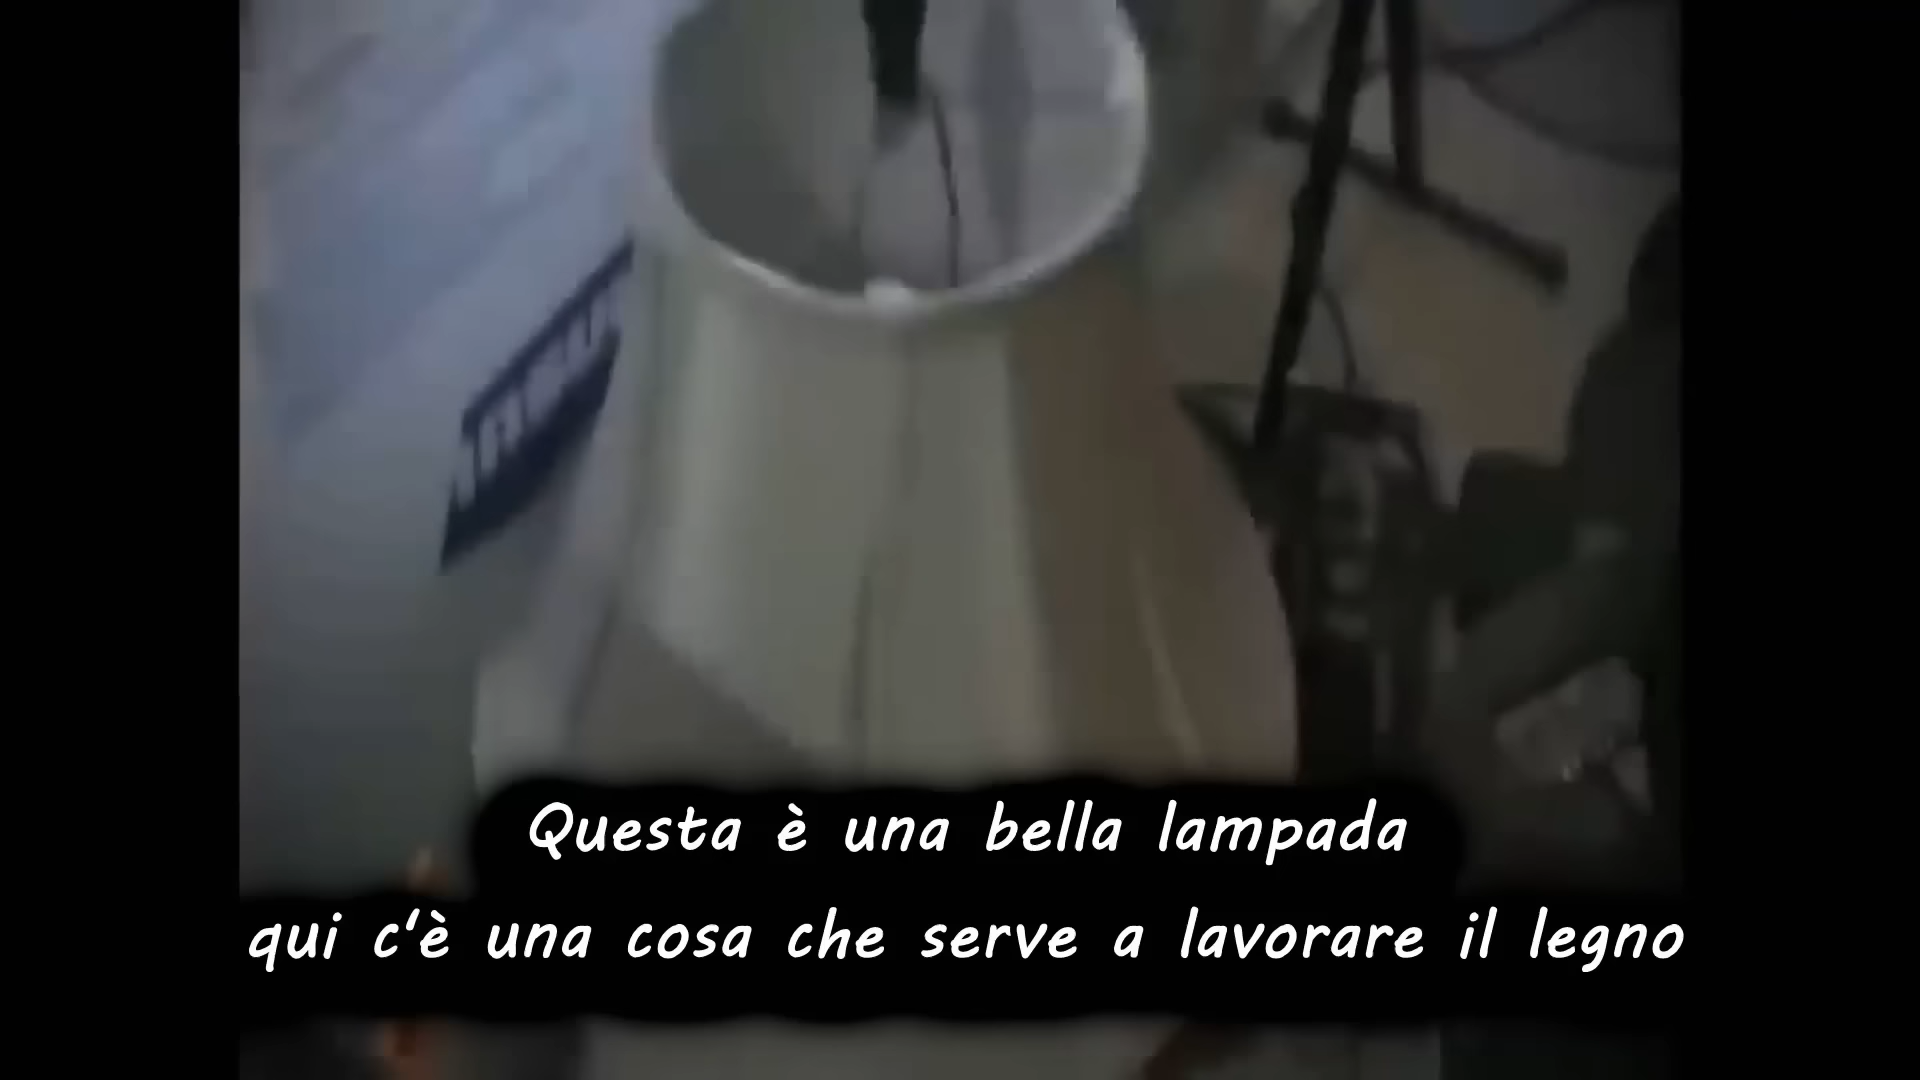 Questa è una bella lampada
qui c'è una cosa che serve a lavorare il legno